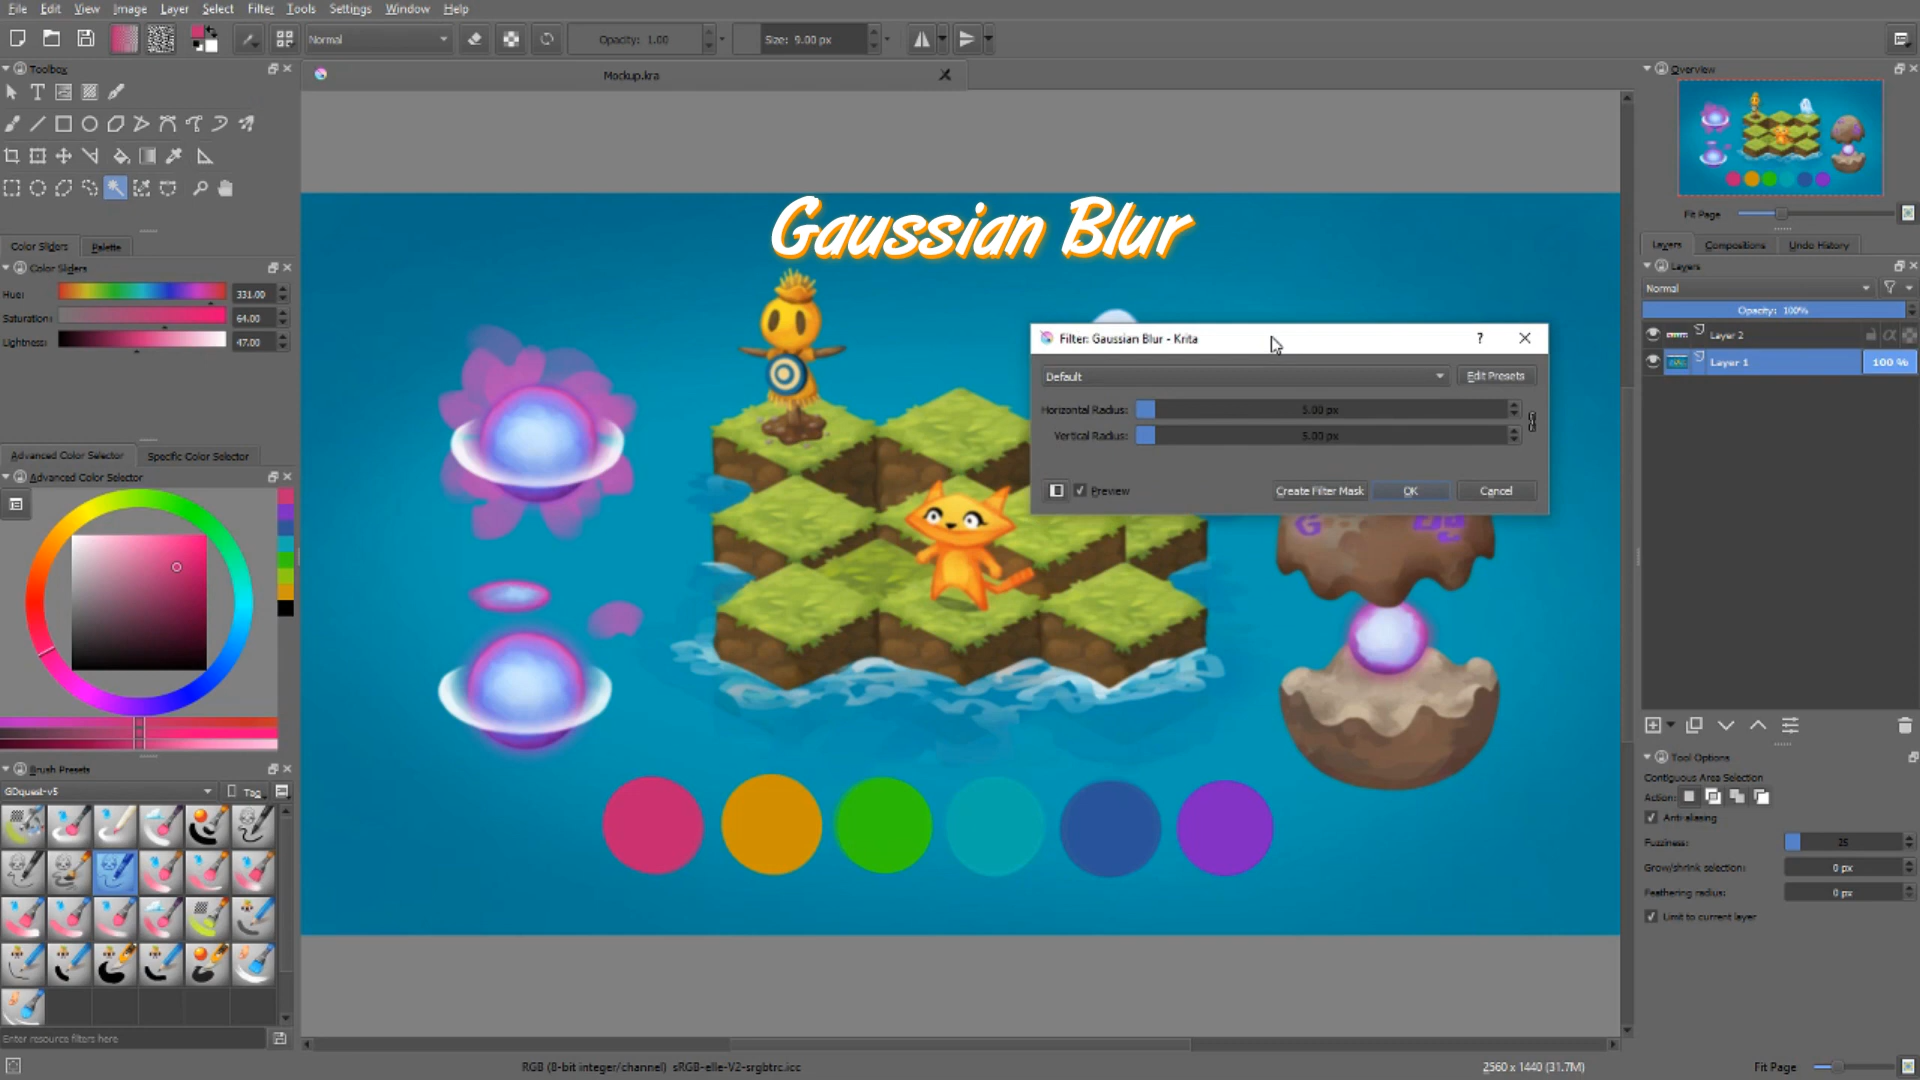 File Edit View Image Layer Select Filter Tools Settings Window Help
Normal
Opacity: 1.00
Size: 9.00 px
Toolbox
Mockup.kra
Overview
Fit Page
Gaussian Blur
Color Sliders Palette
Color Sliders
Hue: 331.00
Saturation: 64.00
Lightness: 47.00
Layers Compositions Undo History
Layers
Normal
Opacity: 100%
Layer 2
Layer 1 100 %
Filter: Gaussian Blur - Krita
Default
Edit Presets
Horizontal Radius: 5.00 px
Vertical Radius: 5.00 px
Preview
Create Filter Mask
OK
Cancel
Advanced Color Selector Specific Color Selector
Advanced Color Selector
Brush Presets
GDquest-v5
Tag
Tool Options
Contiguous Area Selection
Action:
Anti-aliasing
Fuzziness: 25
Grow/shrink selection: 0 px
Feathering radius: 0 px
Limit to current layer
Enter resource filters here
RGB (8-bit integer/channel) sRGB-elle-V2-srgbtrc.icc
2560 x 1440 (31.7M)
Fit Page